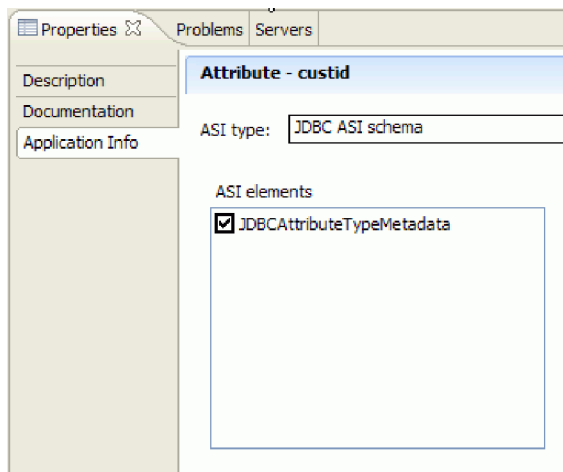 Properties Problems Servers
Description
Documentation
Application Info
Attribute - custid
ASI type: JDBC ASI schema
ASI elements
JDBCAttributeTypeMetadata